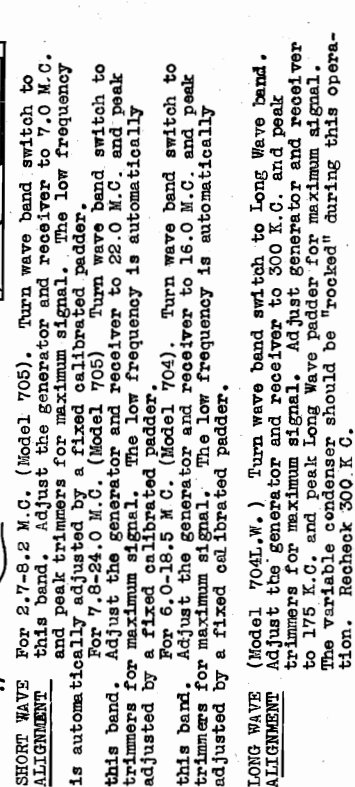 SHORT WAVE For 2.7-8.2 M.C. (Model 705). Turn wave band switch to
ALIGNMENT this band. Adjust the generator and receiver to 7.0 M.C.
and peak trimmers for maximum signal. The low frequency
is automatically adjusted by a fixed calibrated padder.
For 7.8-24.0 M.C. (Model 705) Turn wave band switch to
this band. Adjust the generator and receiver to 22.0 M.C. and peak
trimmers for maximum signal. The low frequency is automatically
adjusted by a fixed calibrated padder.
For 6.0-18.5 M C. (Model 704). Turn wave band switch to
this band. Adjust the generator and receiver to 16.0 M.C. and peak
trimmers for maximum signal. The low frequency is automatically
adjusted by a fixed calibrated padder.
LONG WAVE (Model 704L.W.) Turn wave band switch to Long Wave band.
ALIGNMENT Adjust the generator and receiver to 300 K.C. and peak
trimmers for maximum signal. Adjust generator and receiver
to 175 K.C. and peak Long Wave padder for maximum signal.
The variable condenser should be "rocked" during this opera-
tion. Recheck 300 K C.